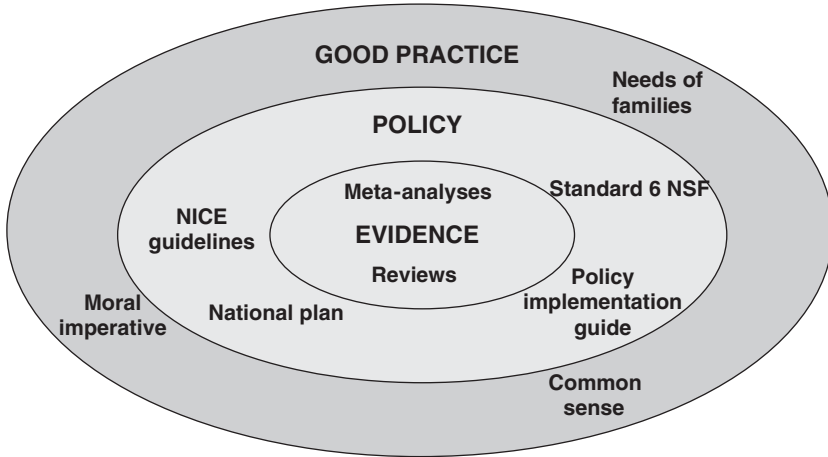 GOOD PRACTICE
Needs of
families
POLICY
Meta-analyses
Standard 6 NSF
NICE
guidelines
EVIDENCE
Reviews
Policy
implementation
guide
National plan
Moral
imperative
Common
sense